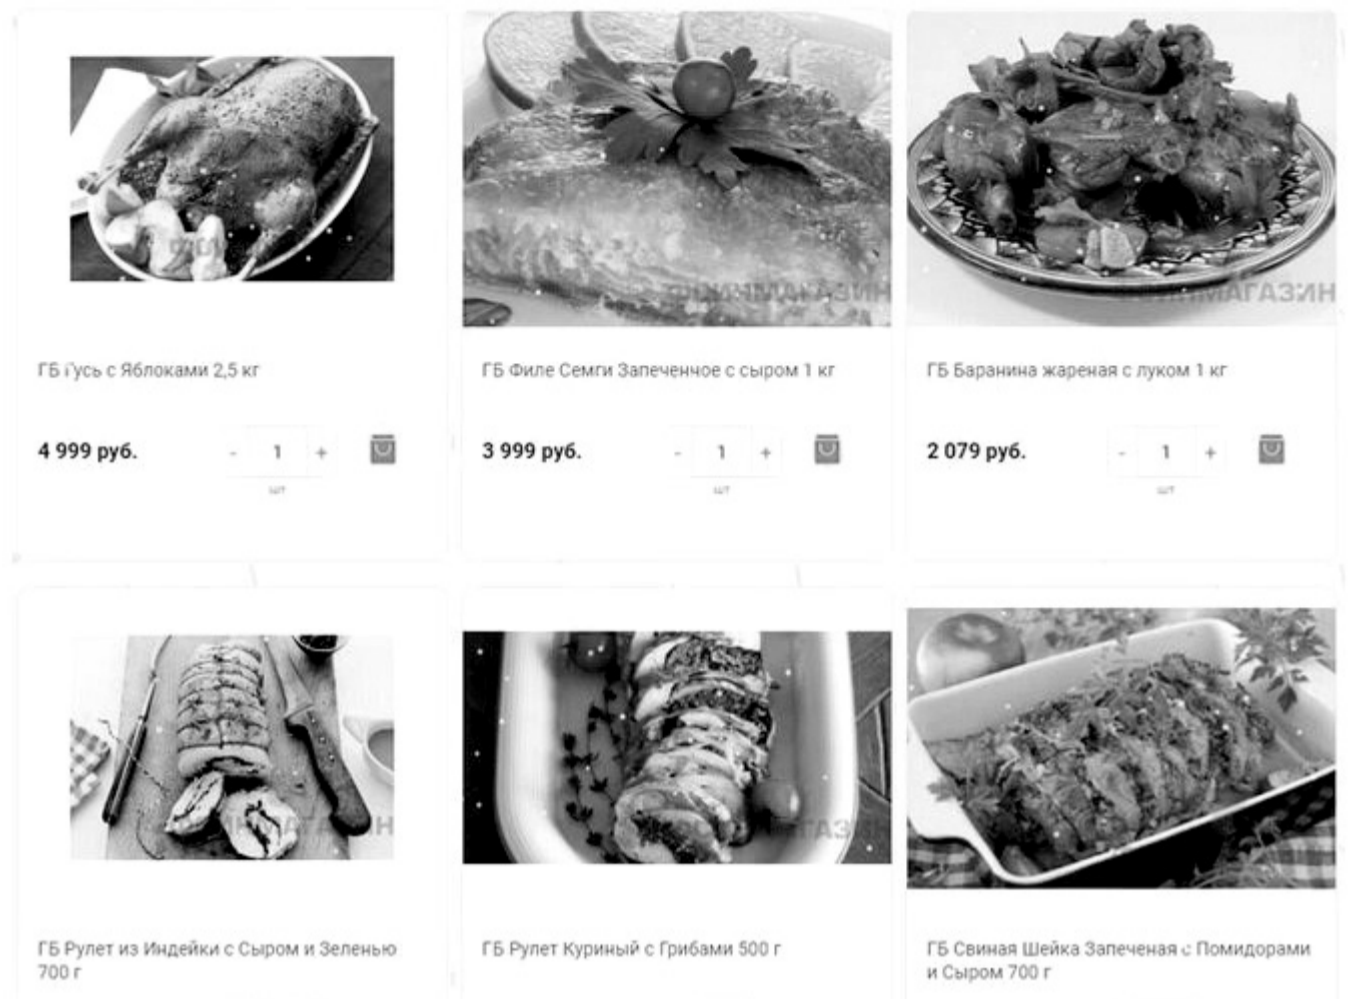 ГБ Гусь с Яблоками 2,5 кг
4 999 руб.
- 1 +
шт
ГБ Филе Семги Запеченное с сыром 1 кг
3 999 руб.
- 1 +
шт
ГБ Баранина жареная с луком 1 кг
2 079 руб.
- 1 +
шт
ГБ Рулет из Индейки с Сыром и Зеленью
700 г
ГБ Рулет Куриный с Грибами 500 г
ГБ Свиная Шейка Запеченая с Помидорами
и Сыром 700 г